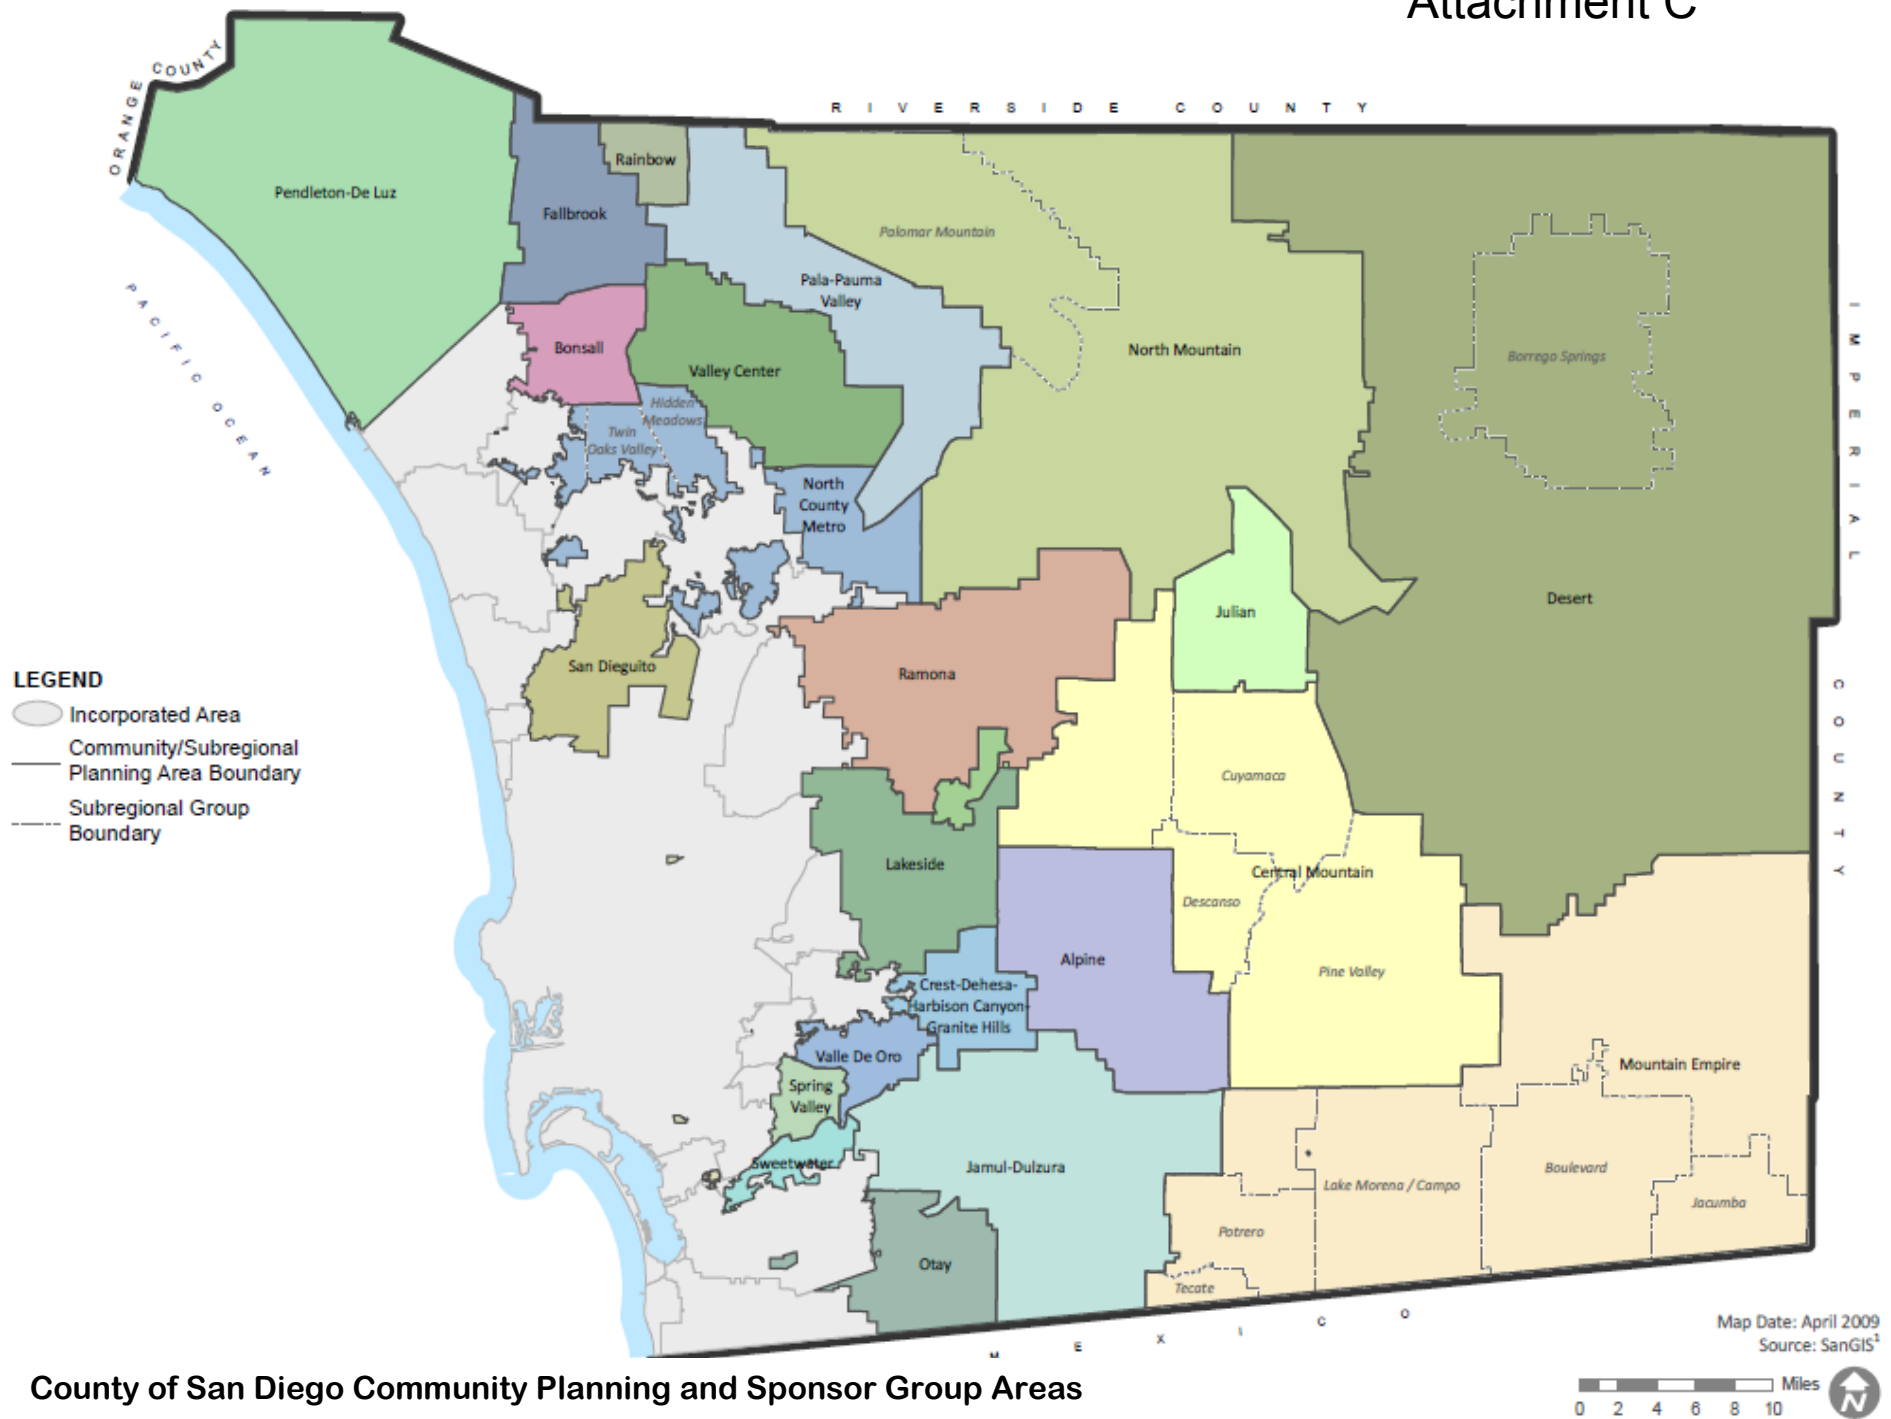 Attachment C
ORANGE COUNTY
RIVERSIDE COUNTY
Rainbow
Pendleton-De Luz
Fallbrook
Palomar Mountain
Pala-Pauma
Valley
IMPERIAL COUNTY
PACIFIC OCEAN
Bonsall
North Mountain
Borrego Springs
Valley Center
Hidden
Meadows
Twin
Oaks Valley
North
County
Metro
Desert
Julian
San Dieguito
Ramona
LEGEND
Incorporated Area
Community/Subregional
Planning Area Boundary
Subregional Group
Boundary
Cuyamaca
Lakeside
Central Mountain
Descanso
Alpine
Pine Valley
Crest-Dehesa-
Harbison Canyon-
Granite Hills
Valle De Oro
Mountain Empire
Spring
Valley
Sweetwater
Jamul-Dulzura
Boulevard
Lake Morena / Campo
Jacumba
Potrero
Otay
Tecate
MEXICO
Map Date: April 2009
Source: SanGIS1
County of San Diego Community Planning and Sponsor Group Areas
Miles
0 2 4 6 8 10
N